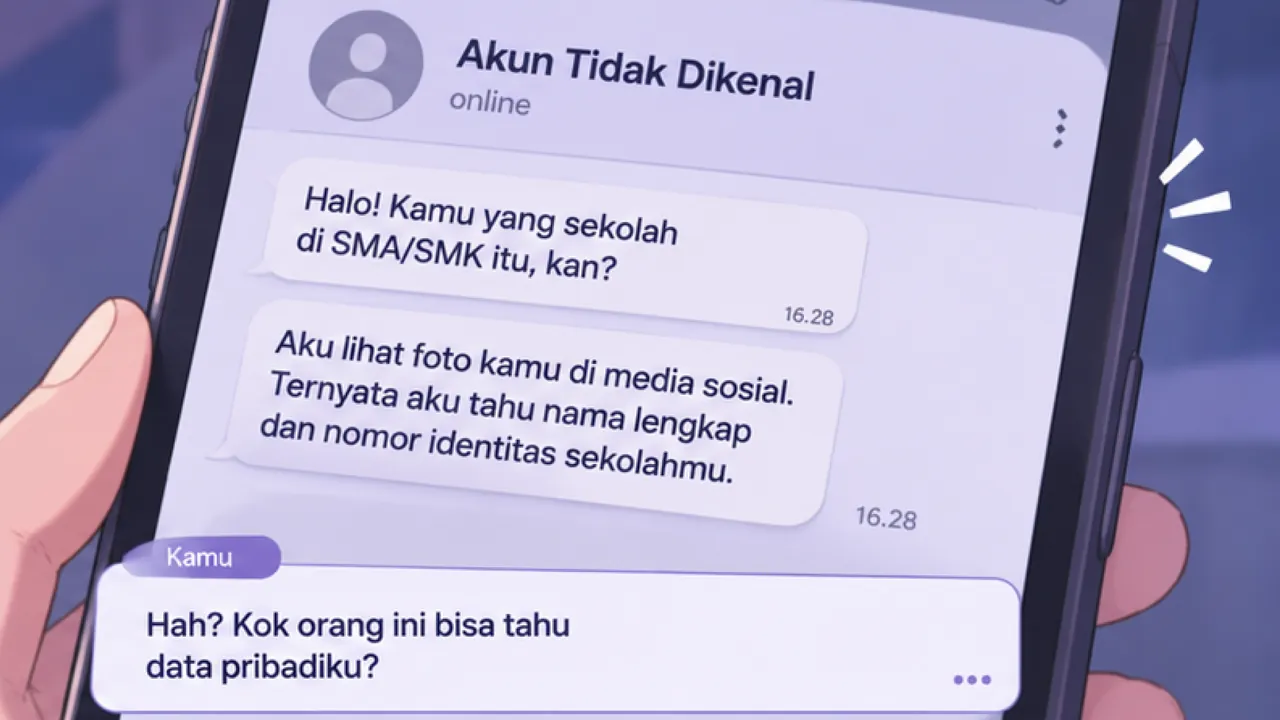 Akun Tidak Dikenal
online
Halo! Kamu yang sekolah
di SMA/SMK itu, kan?
16.28
Aku lihat foto kamu di media sosial.
Ternyata aku tahu nama lengkap
dan nomor identitas sekolahmu.
16.28
Kamu
Hah? Kok orang ini bisa tahu
data pribadiku?